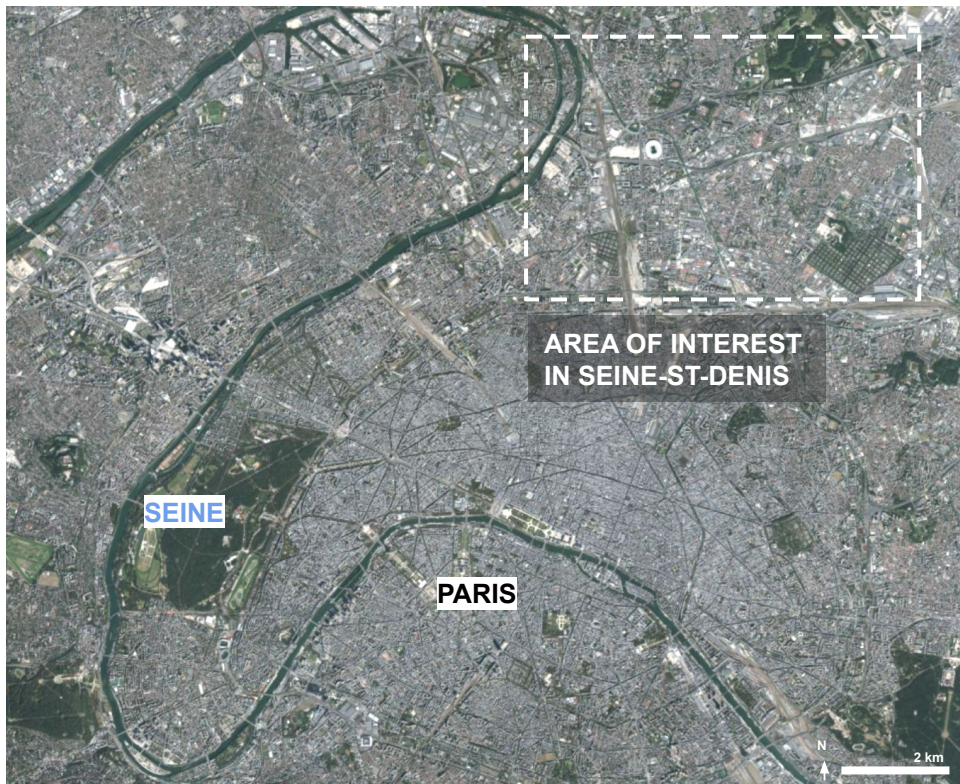 AREA OF INTEREST
IN SEINE-ST-DENIS
SEINE
PARIS
N
2 km